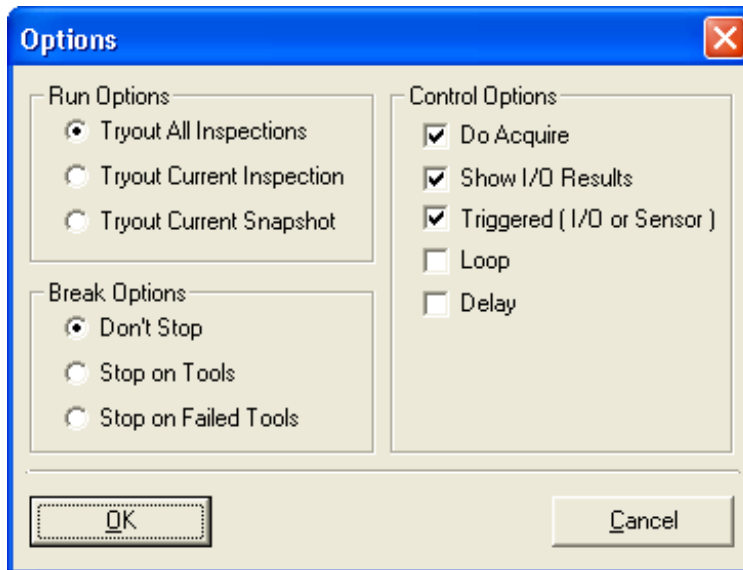 Options
Run Options
Tryout All Inspections
Tryout Current Inspection
Tryout Current Snapshot
Break Options
Don't Stop
Stop on Tools
Stop on Failed Tools
Control Options
Do Acquire
Show I/O Results
Triggered ( I/O or Sensor )
Loop
Delay
OK
Cancel